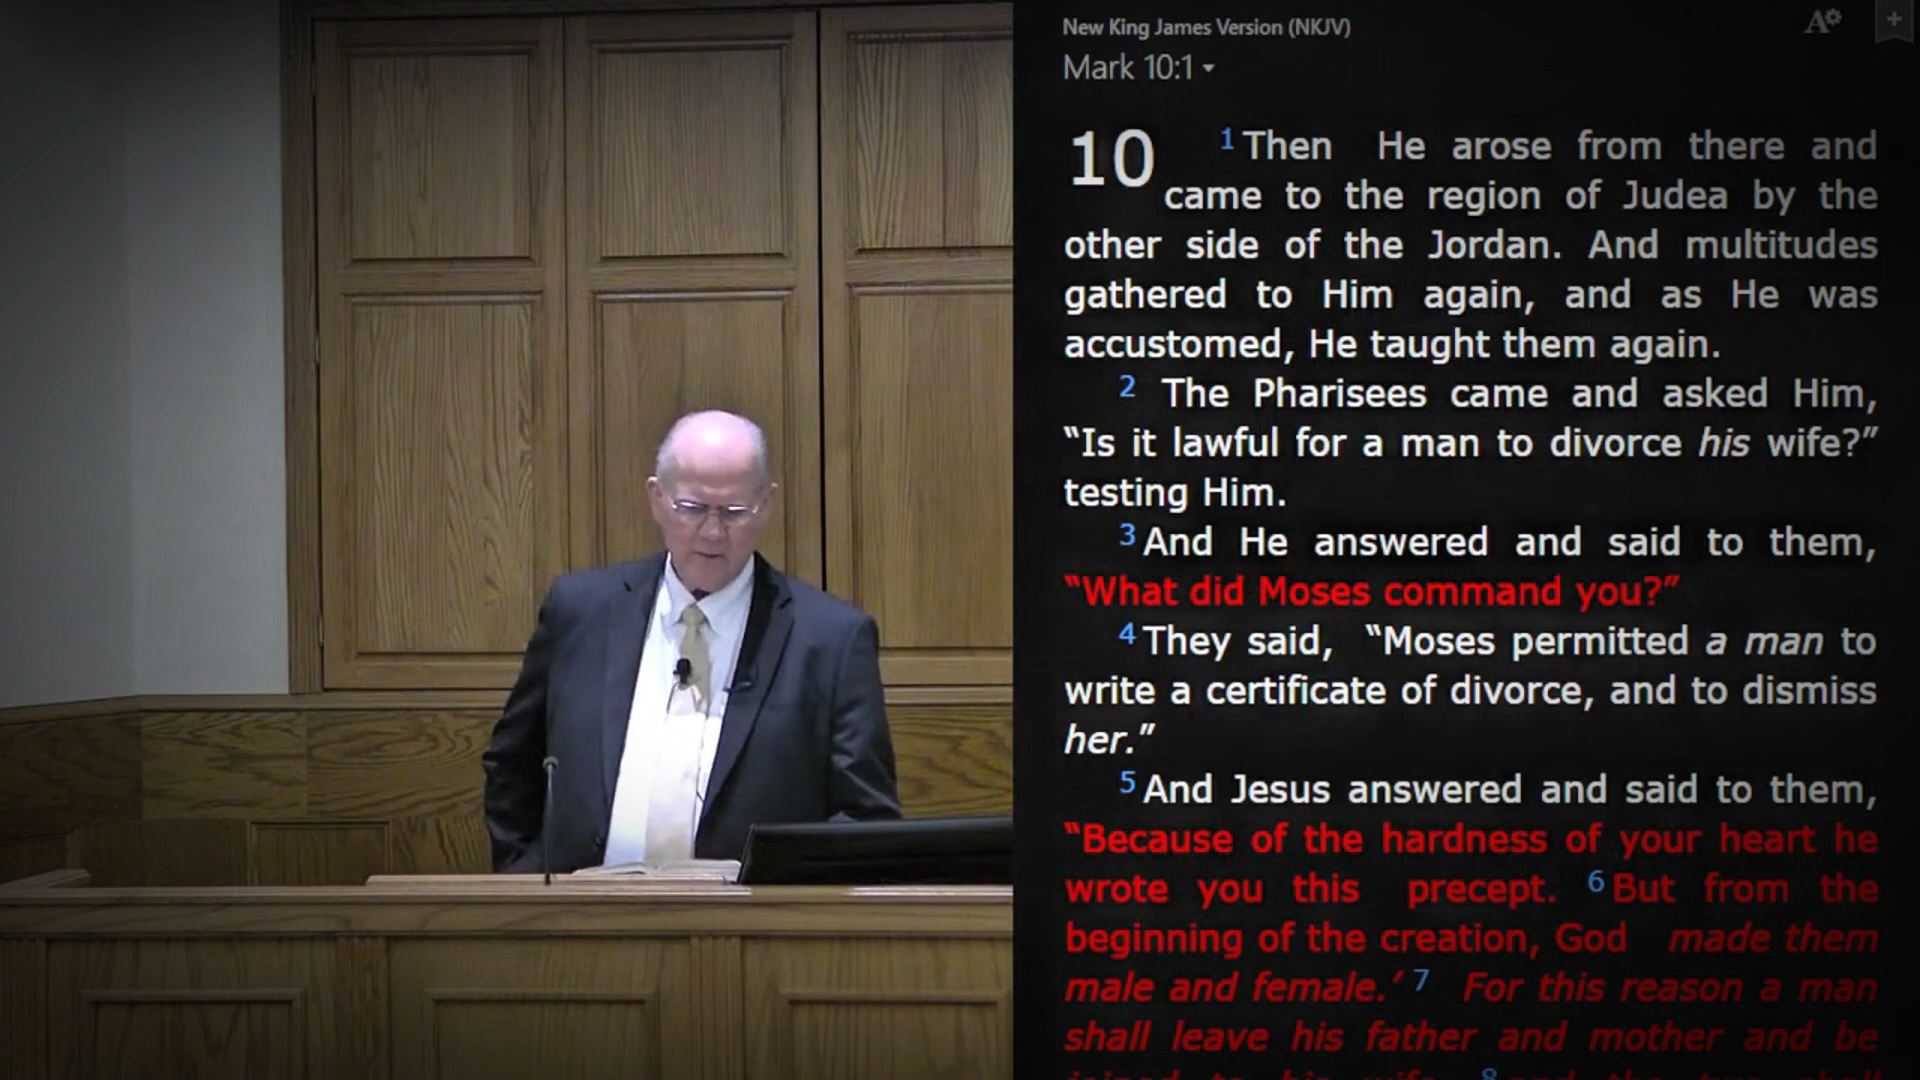 New King James Version (NKJV)
Mark 10:1
10 1 Then He arose from there and
came to the region of Judea by the
other side of the Jordan. And multitudes
gathered to Him again, and as He was
accustomed, He taught them again.
2 The Pharisees came and asked Him,
“Is it lawful for a man to divorce his wife?”
testing Him.
3 And He answered and said to them,
“What did Moses command you?”
4 They said, “Moses permitted a man to
write a certificate of divorce, and to dismiss
her.”
5 And Jesus answered and said to them,
“Because of the hardness of your heart he
wrote you this precept. 6 But from the
beginning of the creation, God made them
male and female.’ 7 For this reason a man
shall leave his father and mother and be